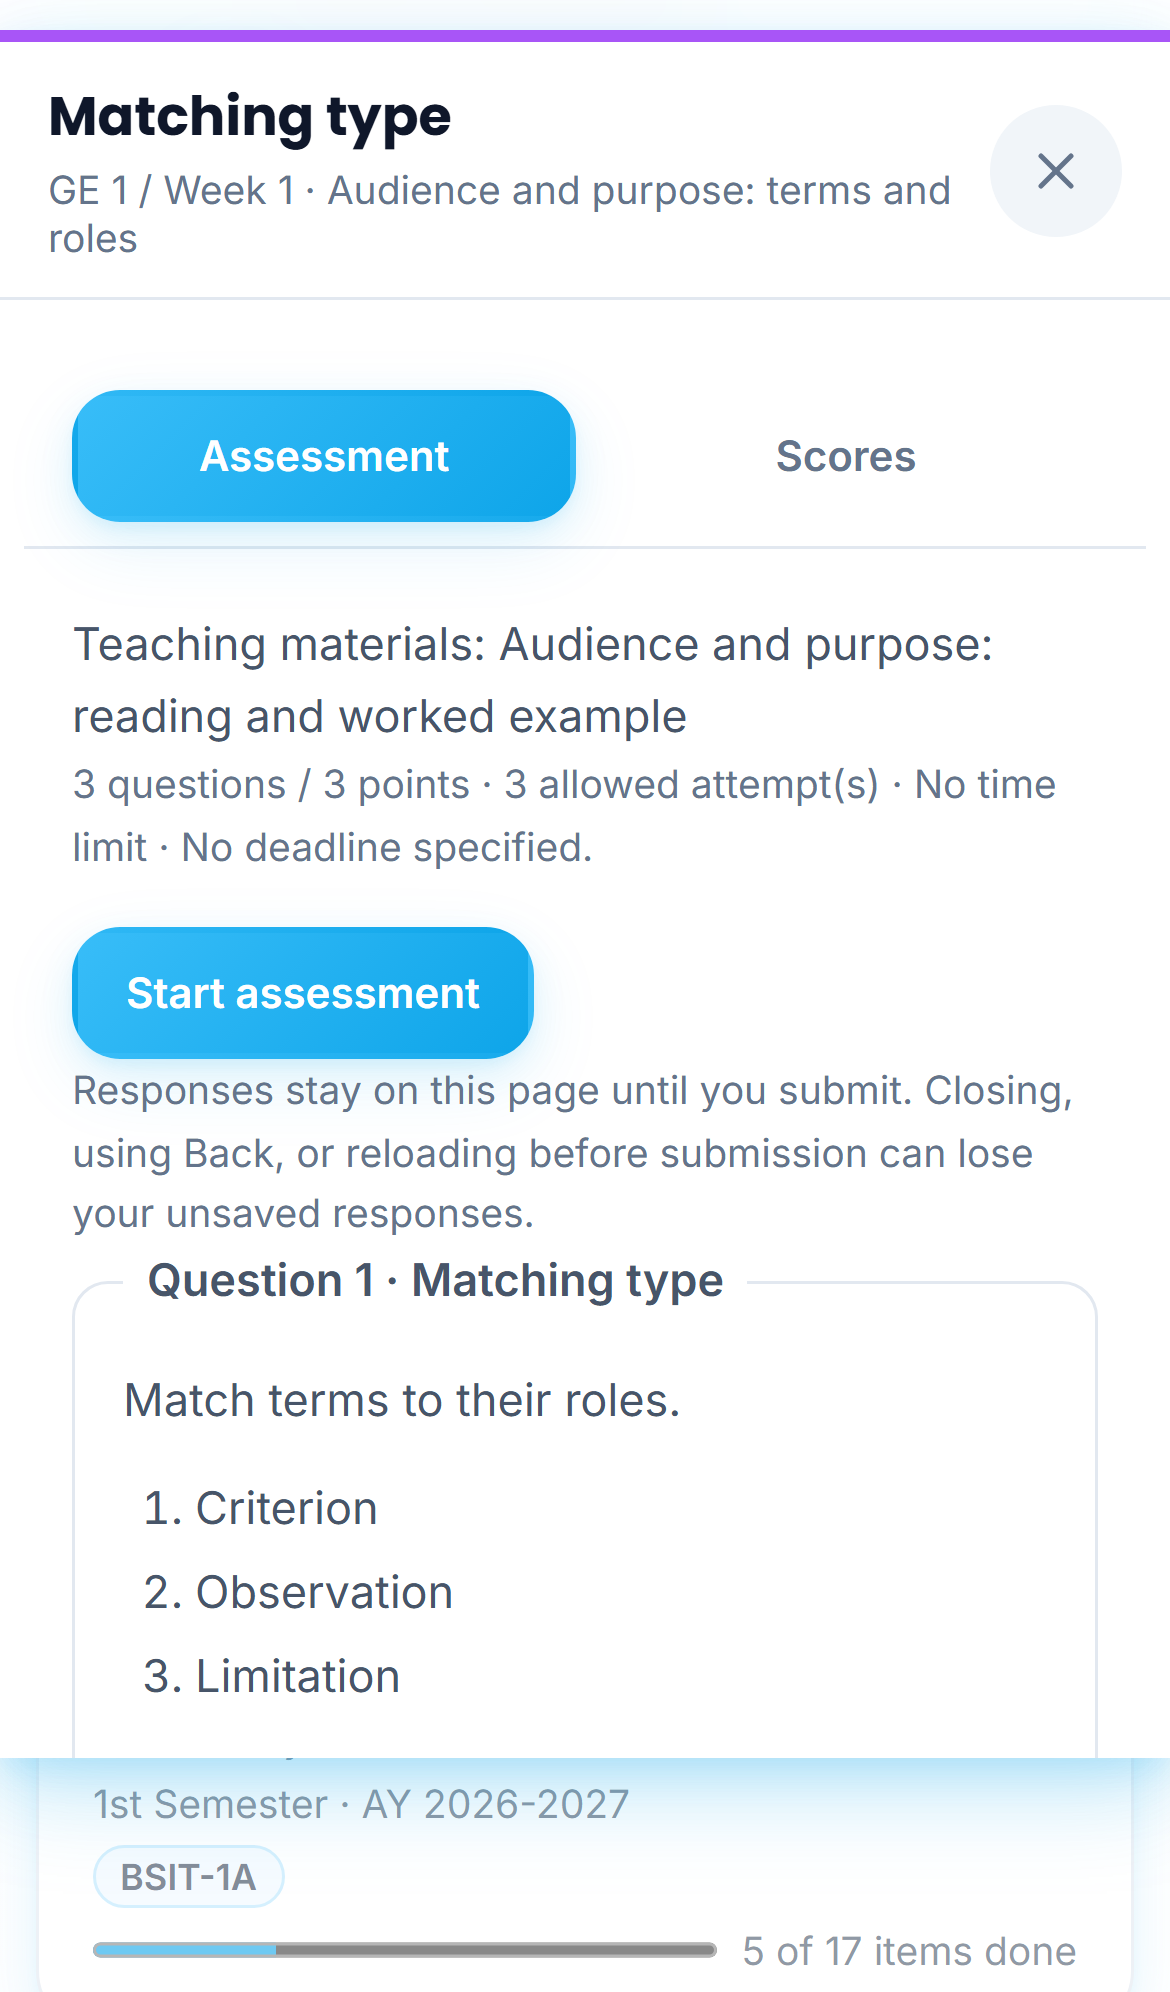 Matching type
GE 1 / Week 1 · Audience and purpose: terms and
roles
Assessment
Scores
Teaching materials: Audience and purpose:
reading and worked example
3 questions / 3 points · 3 allowed attempt(s) · No time
limit · No deadline specified.
Start assessment
Responses stay on this page until you submit. Closing,
using Back, or reloading before submission can lose
your unsaved responses.
Question 1 · Matching type
Match terms to their roles.
1. Criterion
2. Observation
3. Limitation
1st Semester · AY 2026-2027
BSIT-1A
5 of 17 items done